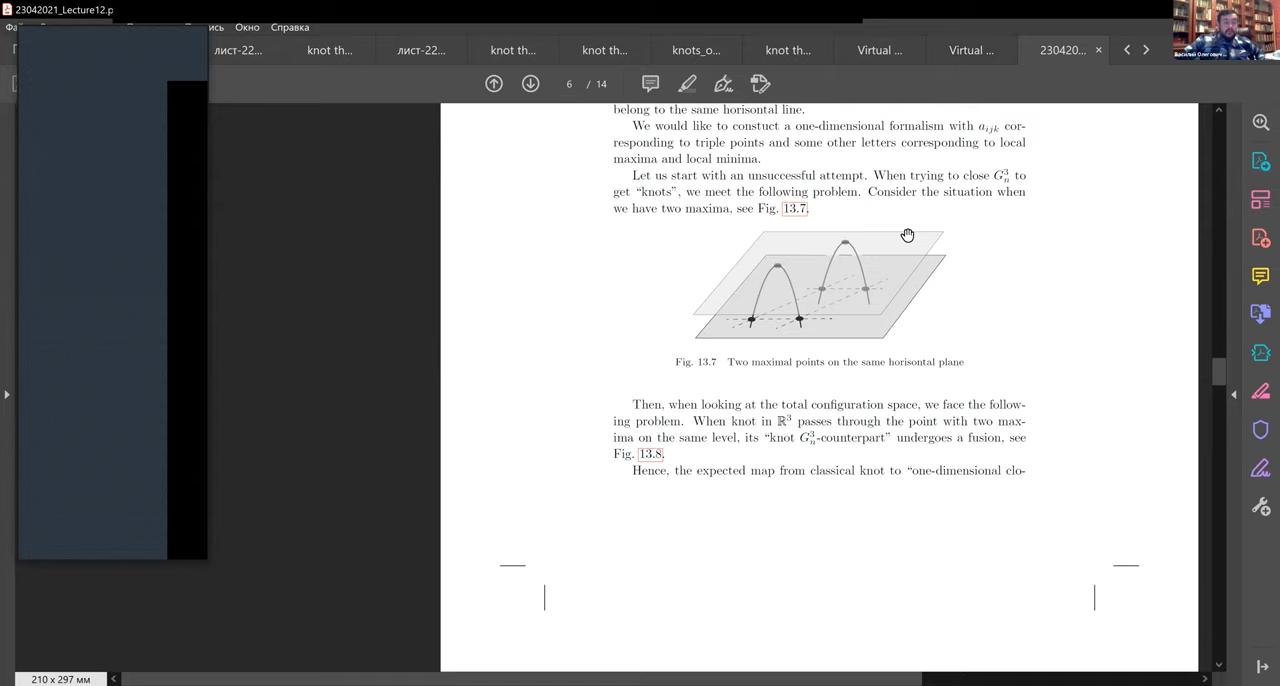 23042021_Lecture12.p
Окно Справка
лист-22... knot th... лист-22... knot th... knot th... knots_o... knot th... Virtual ... Virtual ... 230420...
6 / 14
belong to the same horisontal line.
We would like to constuct a one-dimensional formalism with a_{ijk} cor-
responding to triple points and some other letters corresponding to local
maxima and local minima.
Let us start with an unsuccessful attempt. When trying to close G_n^3 to
get “knots”, we meet the following problem. Consider the situation when
we have two maxima, see Fig. 13.7.
Fig. 13.7 Two maximal points on the same horisontal plane
Then, when looking at the total configuration space, we face the follow-
ing problem. When knot in ℝ^3 passes through the point with two max-
ima on the same level, its “knot G_n^3-counterpart” undergoes a fusion, see
Fig. 13.8.
Hence, the expected map from classical knot to “one-dimensional clo-
210 x 297 мм